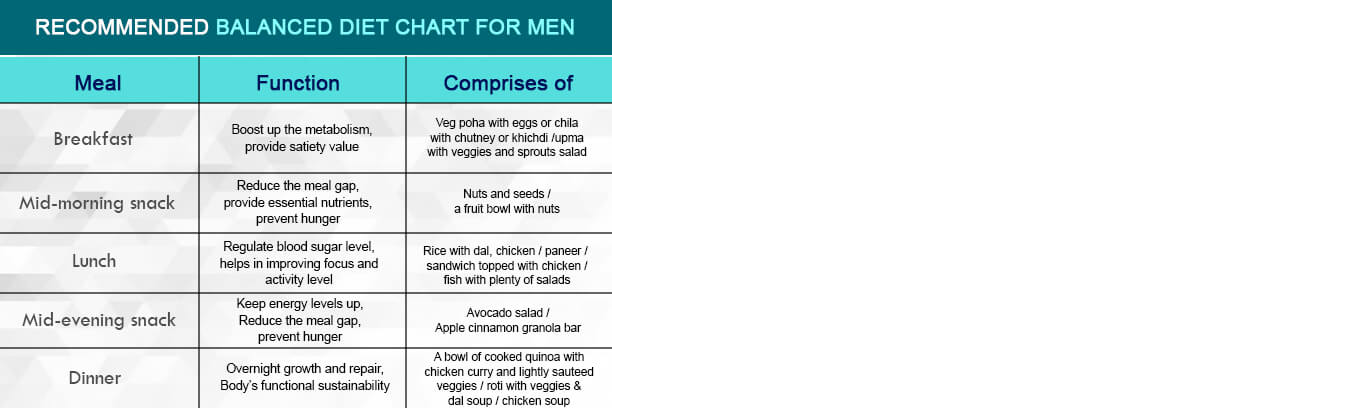 RECOMMENDED BALANCED DIET CHART FOR MEN
Meal
Function
Comprises of
Breakfast
Boost up the metabolism,
provide satiety value
Veg poha with eggs or chila
with chutney or khichdi /upma
with veggies and sprouts salad
Mid-morning snack
Reduce the meal gap,
provide essential nutrients,
prevent hunger
Nuts and seeds /
a fruit bowl with nuts
Lunch
Regulate blood sugar level,
helps in improving focus and
activity level
Rice with dal, chicken / paneer /
sandwich topped with chicken /
fish with plenty of salads
Mid-evening snack
Keep energy levels up,
Reduce the meal gap,
prevent hunger
Avocado salad /
Apple cinnamon granola bar
Dinner
Overnight growth and repair,
Body's functional sustainability
A bowl of cooked quinoa with
chicken curry and lightly sauteed
veggies / roti with veggies &
dal soup / chicken soup